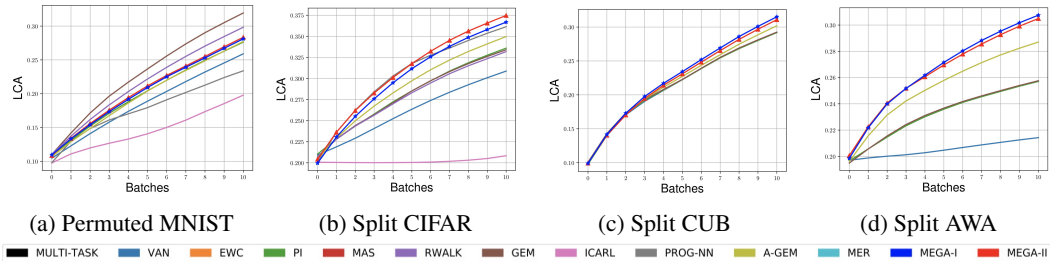 0.30
0.25
0.20
0.15
0.10
LCA
0 1 2 3 4 5 6 7 8 9 10
Batches
(a) Permuted MNIST
0.375
0.350
0.325
0.300
0.275
0.250
0.225
0.200
LCA
0 1 2 3 4 5 6 7 8 9 10
Batches
(b) Split CIFAR
0.30
0.25
0.20
0.15
0.10
LCA
0 1 2 3 4 5 6 7 8 9 10
Batches
(c) Split CUB
0.30
0.28
0.26
0.24
0.22
0.20
LCA
0 1 2 3 4 5 6 7 8 9 10
Batches
(d) Split AWA
MULTI-TASK VAN EWC PI MAS RWALK GEM ICARL PROG-NN A-GEM MER MEGA-I MEGA-II